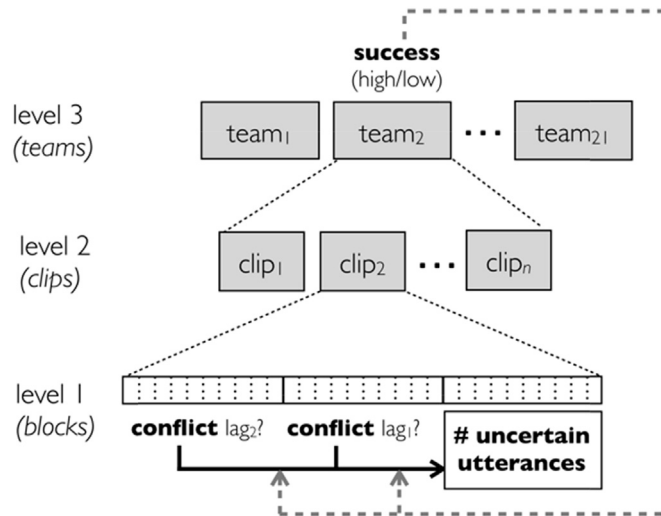 success
(high/low)
level 3
(teams)
team1 team2 ... team21
level 2
(clips)
clip1 clip2 ... clipn
level 1
(blocks)
conflict lag2? conflict lag1?
# uncertain
utterances